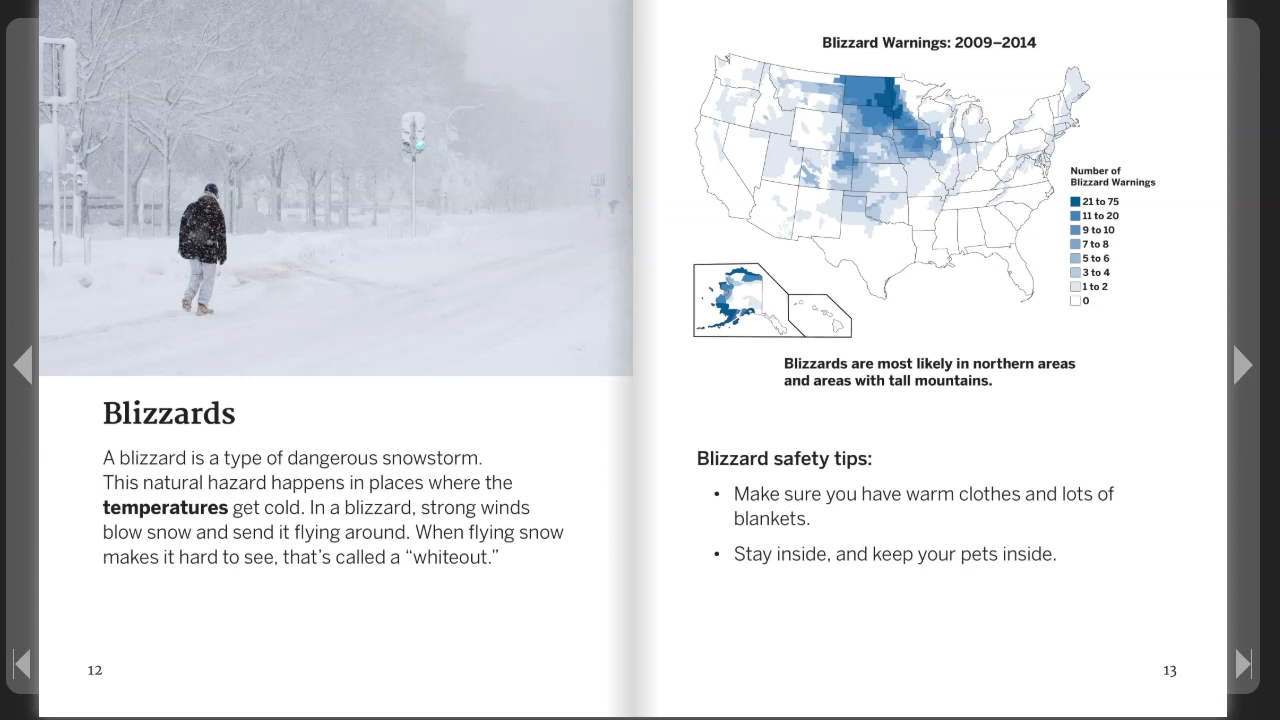 Blizzards
A blizzard is a type of dangerous snowstorm.
This natural hazard happens in places where the
temperatures get cold. In a blizzard, strong winds
blow snow and send it flying around. When flying snow
makes it hard to see, that’s called a “whiteout.”
12
Blizzard Warnings: 2009–2014
Number of
Blizzard Warnings
21 to 75
11 to 20
9 to 10
7 to 8
5 to 6
3 to 4
1 to 2
0
Blizzards are most likely in northern areas
and areas with tall mountains.
Blizzard safety tips:
• Make sure you have warm clothes and lots of
blankets.
• Stay inside, and keep your pets inside.
13